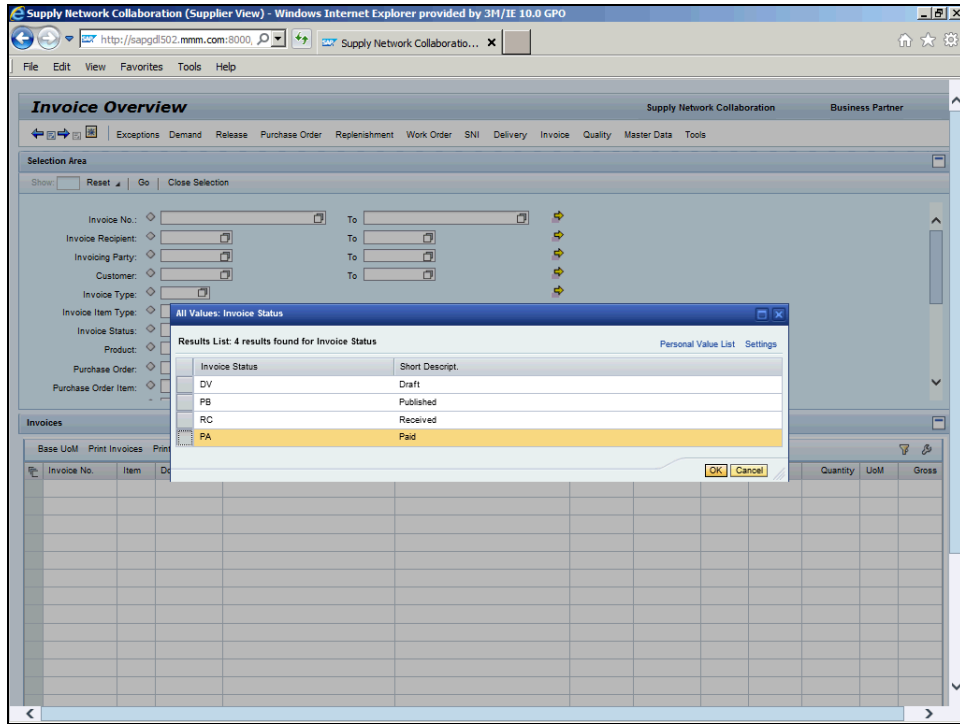 Supply Network Collaboration (Supplier View) - Windows Internet Explorer provided by 3M/IE 10.0 GPO
http://sapgdl502.mmm.com:8000, Supply Network Collaboratio...
File Edit View Favorites Tools Help
Invoice Overview Supply Network Collaboration Business Partner
Exceptions Demand Release Purchase Order Replenishment Work Order SNI Delivery Invoice Quality Master Data Tools
Selection Area
Show: Reset Go Close Selection
Invoice No.: To
Invoice Recipient: To
Invoicing Party: To
Customer: To
Invoice Type:
Invoice Item Type:
Invoice Status:
Product:
Purchase Order:
Purchase Order Item:
All Values: Invoice Status
Results List: 4 results found for Invoice Status Personal Value List Settings
Invoice Status Short Descript.
DV Draft
PB Published
RC Received
PA Paid
OK Cancel
Invoices
Base UoM Print Invoices
Invoice No. Item Quantity UoM Gross